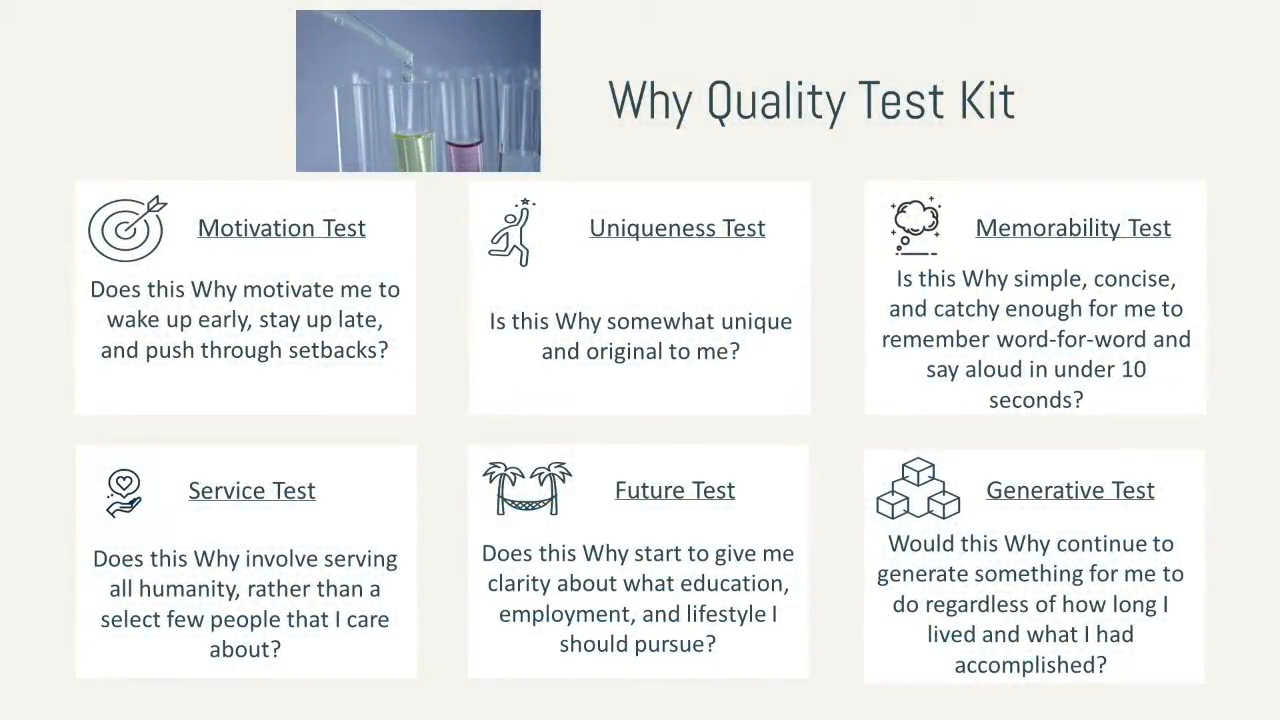 Why Quality Test Kit
Motivation Test
Does this Why motivate me to
wake up early, stay up late,
and push through setbacks?
Uniqueness Test
Is this Why somewhat unique
and original to me?
Memorability Test
Is this Why simple, concise,
and catchy enough for me to
remember word-for-word and
say aloud in under 10
seconds?
Service Test
Does this Why involve serving
all humanity, rather than a
select few people that I care
about?
Future Test
Does this Why start to give me
clarity about what education,
employment, and lifestyle I
should pursue?
Generative Test
Would this Why continue to
generate something for me to
do regardless of how long I
lived and what I had
accomplished?